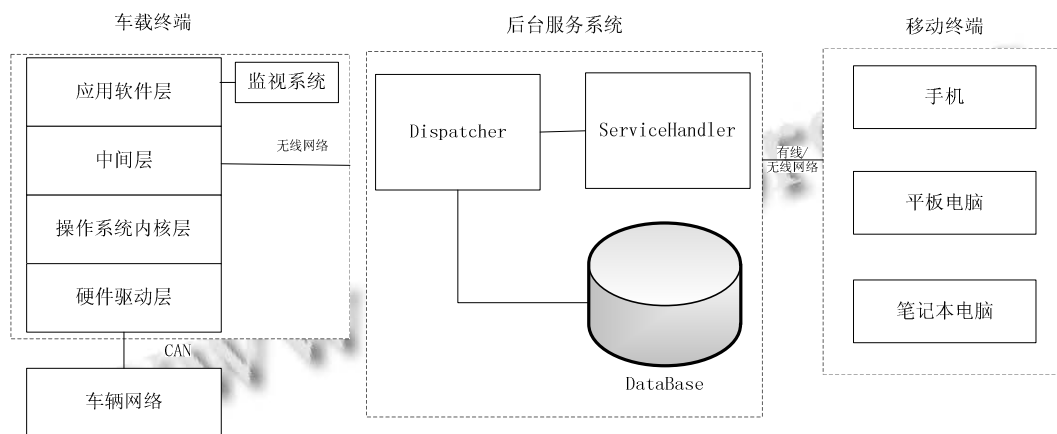 车载终端
后台服务系统
移动终端
应用软件层
监视系统
中间层
无线网络
操作系统内核层
硬件驱动层
CAN
车辆网络
Dispatcher
ServiceHandler
DataBase
有线/
无线网络
手机
平板电脑
笔记本电脑